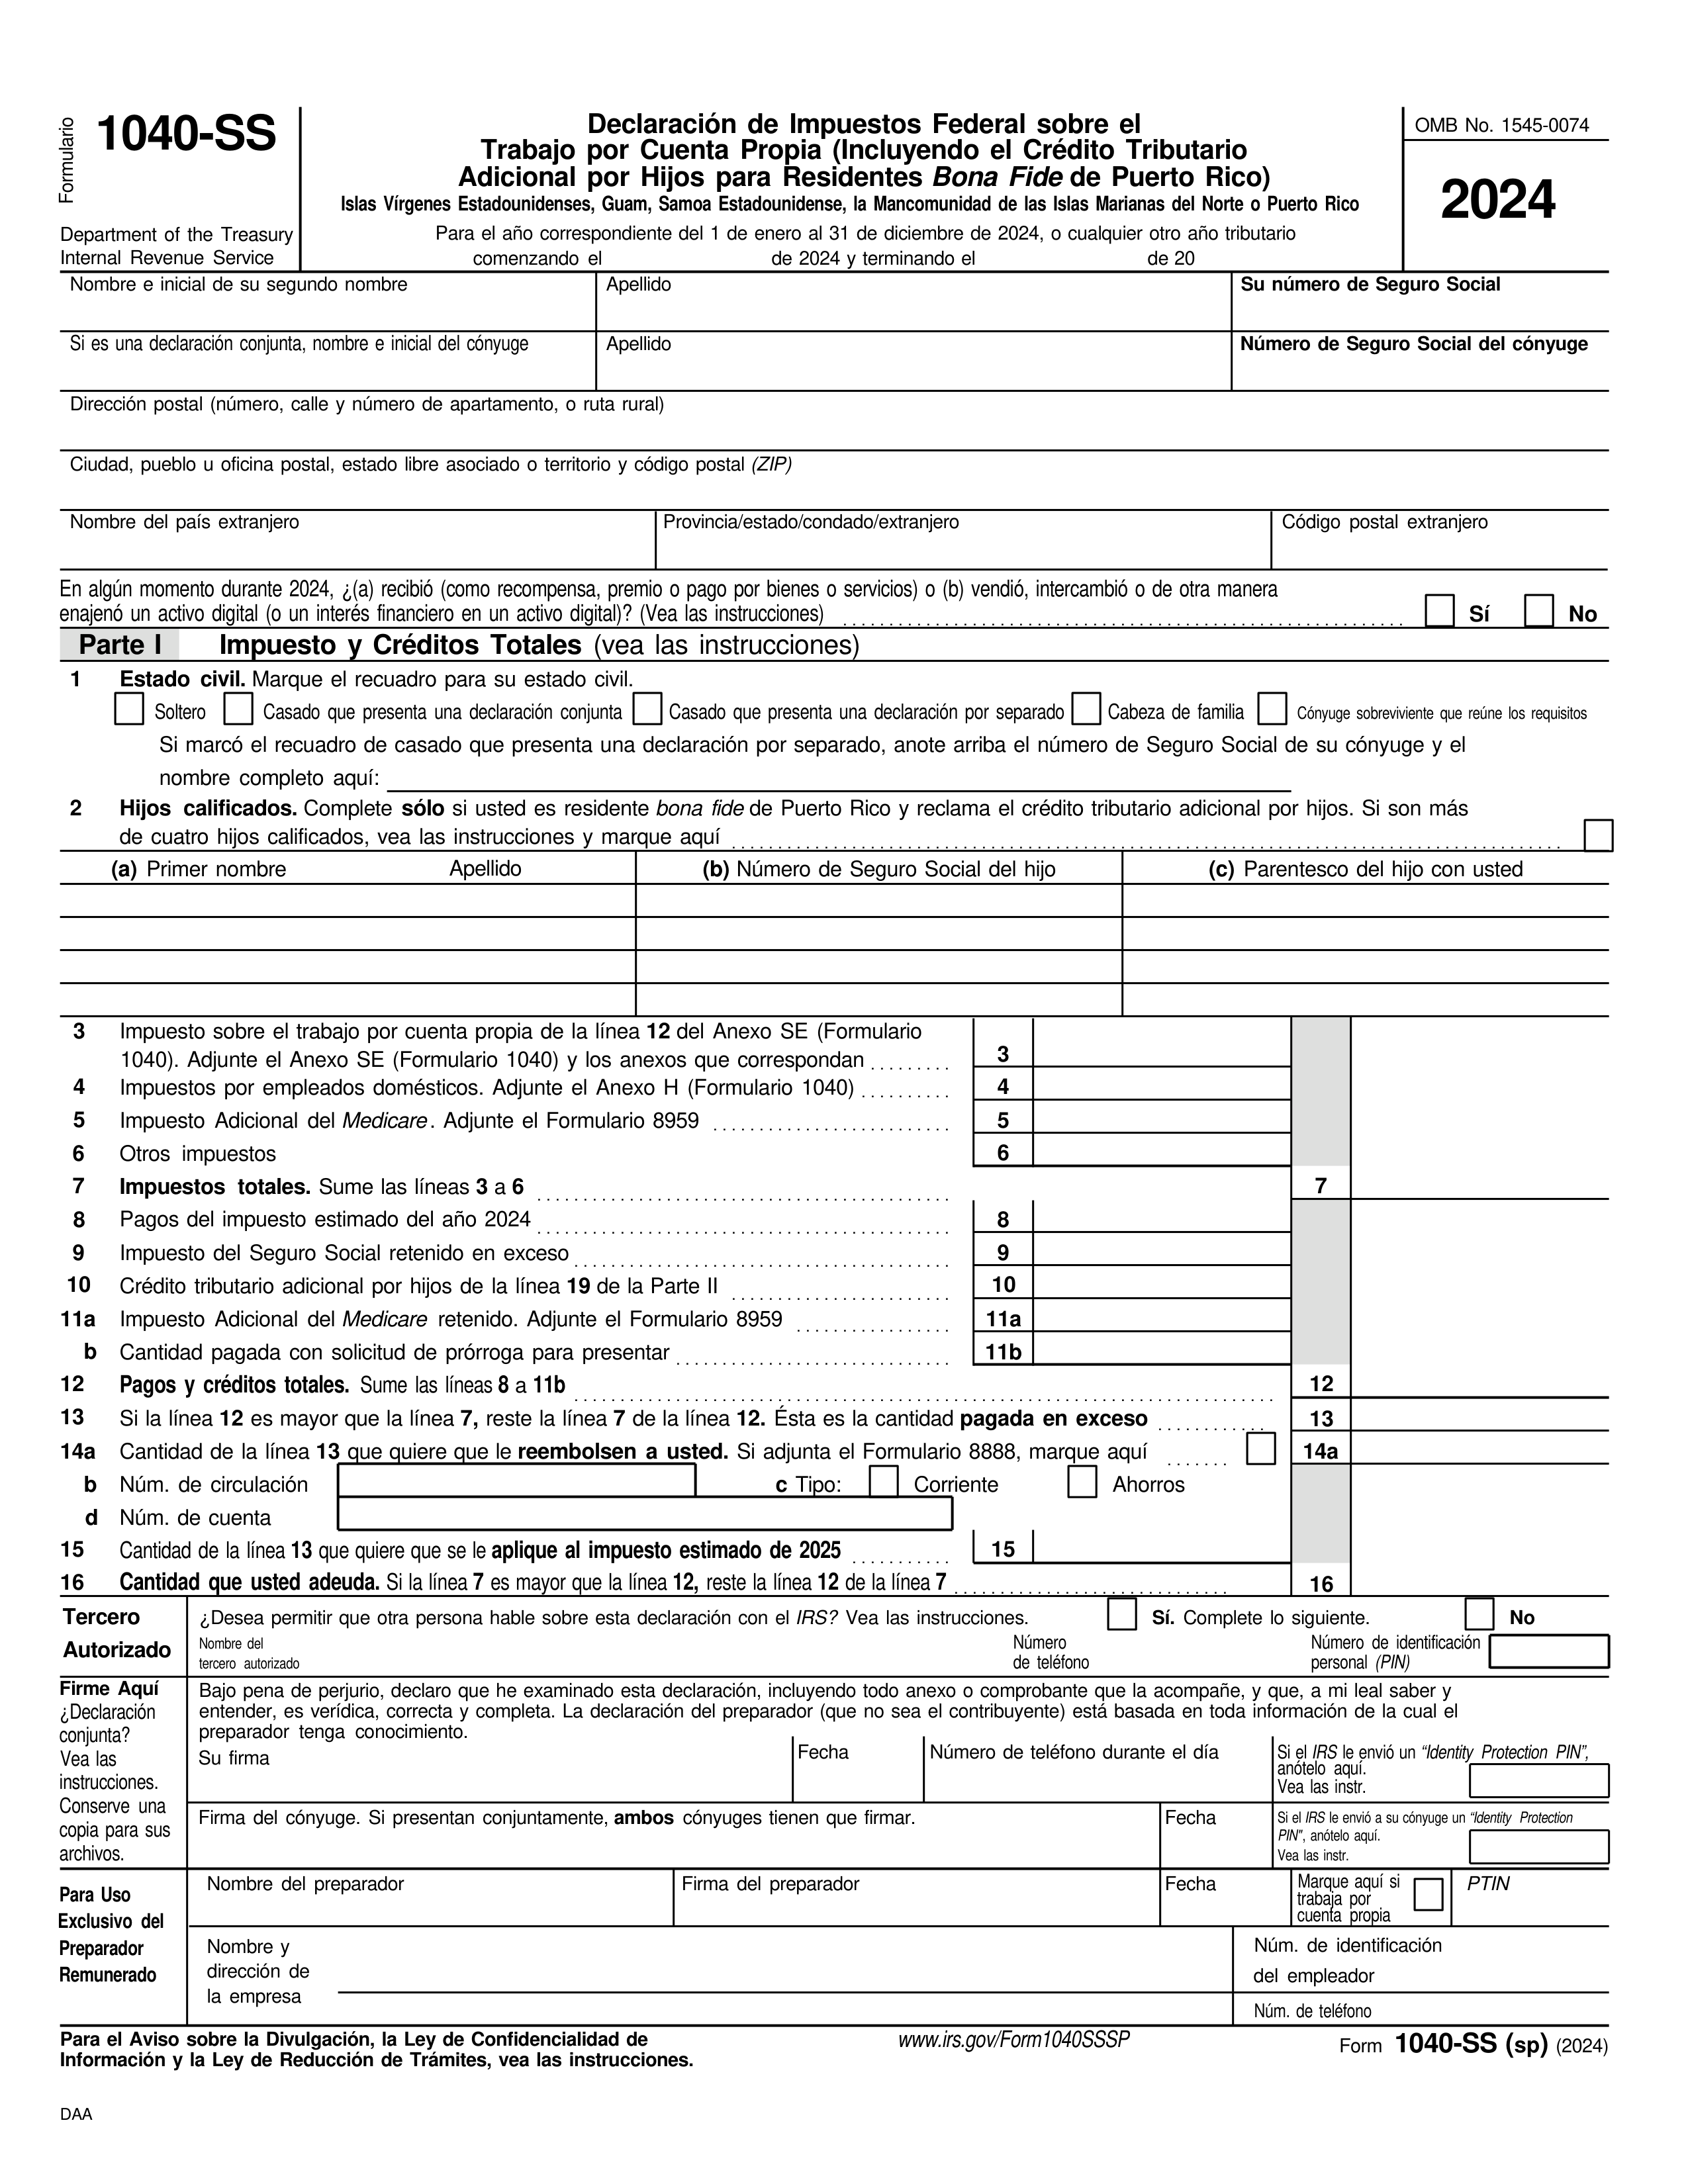 Formulario
1040-SS
Department of the Treasury
Internal Revenue Service
Declaración de Impuestos Federal sobre el
Trabajo por Cuenta Propia (Incluyendo el Crédito Tributario
Adicional por Hijos para Residentes Bona Fide de Puerto Rico)
Islas Vírgenes Estadounidenses, Guam, Samoa Estadounidense, la Mancomunidad de las Islas Marianas del Norte o Puerto Rico
Para el año correspondiente del 1 de enero al 31 de diciembre de 2024, o cualquier otro año tributario
comenzando el de 2024 y terminando el de 20
OMB No. 1545-0074
2024
Nombre e inicial de su segundo nombre Apellido Su número de Seguro Social
Si es una declaración conjunta, nombre e inicial del cónyuge Apellido Número de Seguro Social del cónyuge
Dirección postal (número, calle y número de apartamento, o ruta rural)
Ciudad, pueblo u oficina postal, estado libre asociado o territorio y código postal (ZIP)
Nombre del país extranjero Provincia/estado/condado/extranjero Código postal extranjero
En algún momento durante 2024, ¿(a) recibió (como recompensa, premio o pago por bienes o servicios) o (b) vendió, intercambió o de otra manera
enajenó un activo digital (o un interés financiero en un activo digital)? (Vea las instrucciones) Sí No
Parte I Impuesto y Créditos Totales (vea las instrucciones)
1 Estado civil. Marque el recuadro para su estado civil.
Soltero Casado que presenta una declaración conjunta Casado que presenta una declaración por separado Cabeza de familia Cónyuge sobreviviente que reúne los requisitos
Si marcó el recuadro de casado que presenta una declaración por separado, anote arriba el número de Seguro Social de su cónyuge y el
nombre completo aquí:
2 Hijos calificados. Complete sólo si usted es residente bona fide de Puerto Rico y reclama el crédito tributario adicional por hijos. Si son más
de cuatro hijos calificados, vea las instrucciones y marque aquí
(a) Primer nombre Apellido (b) Número de Seguro Social del hijo (c) Parentesco del hijo con usted
3 Impuesto sobre el trabajo por cuenta propia de la línea 12 del Anexo SE (Formulario
1040). Adjunte el Anexo SE (Formulario 1040) y los anexos que correspondan 3
4 Impuestos por empleados domésticos. Adjunte el Anexo H (Formulario 1040) 4
5 Impuesto Adicional del Medicare. Adjunte el Formulario 8959 5
6 Otros impuestos 6
7 Impuestos totales. Sume las líneas 3 a 6 7
8 Pagos del impuesto estimado del año 2024 8
9 Impuesto del Seguro Social retenido en exceso 9
10 Crédito tributario adicional por hijos de la línea 19 de la Parte II 10
11a Impuesto Adicional del Medicare retenido. Adjunte el Formulario 8959 11a
b Cantidad pagada con solicitud de prórroga para presentar 11b
12 Pagos y créditos totales. Sume las líneas 8 a 11b 12
13 Si la línea 12 es mayor que la línea 7, reste la línea 7 de la línea 12. Ésta es la cantidad pagada en exceso 13
14a Cantidad de la línea 13 que quiere que le reembolsen a usted. Si adjunta el Formulario 8888, marque aquí 14a
b Núm. de circulación c Tipo: Corriente Ahorros
d Núm. de cuenta
15 Cantidad de la línea 13 que quiere que se le aplique al impuesto estimado de 2025 15
16 Cantidad que usted adeuda. Si la línea 7 es mayor que la línea 12, reste la línea 12 de la línea 7 16
Tercero
Autorizado
¿Desea permitir que otra persona hable sobre esta declaración con el IRS? Vea las instrucciones. Sí. Complete lo siguiente. No
Nombre del
tercero autorizado
Número
de teléfono
Número de identificación
personal (PIN)
Firme Aquí
¿Declaración
conjunta?
Vea las
instrucciones.
Conserve una
copia para sus
archivos.
Bajo pena de perjurio, declaro que he examinado esta declaración, incluyendo todo anexo o comprobante que la acompañe, y que, a mi leal saber y
entender, es verídica, correcta y completa. La declaración del preparador (que no sea el contribuyente) está basada en toda información de la cual el
preparador tenga conocimiento.
Su firma Fecha Número de teléfono durante el día
Si el IRS le envió un “Identity Protection PIN”,
anótelo aquí.
Vea las instr.
Firma del cónyuge. Si presentan conjuntamente, ambos cónyuges tienen que firmar. Fecha
Si el IRS le envió a su cónyuge un “Identity Protection
PIN”, anótelo aquí.
Vea las instr.
Para Uso
Exclusivo del
Preparador
Remunerado
Nombre del preparador Firma del preparador Fecha
Marque aquí si
trabaja por
cuenta propia
PTIN
Nombre y
dirección de
la empresa
Núm. de identificación
del empleador
Núm. de teléfono
Para el Aviso sobre la Divulgación, la Ley de Confidencialidad de
Información y la Ley de Reducción de Trámites, vea las instrucciones.
www.irs.gov/Form1040SSSP
Form 1040-SS (sp) (2024)
DAA